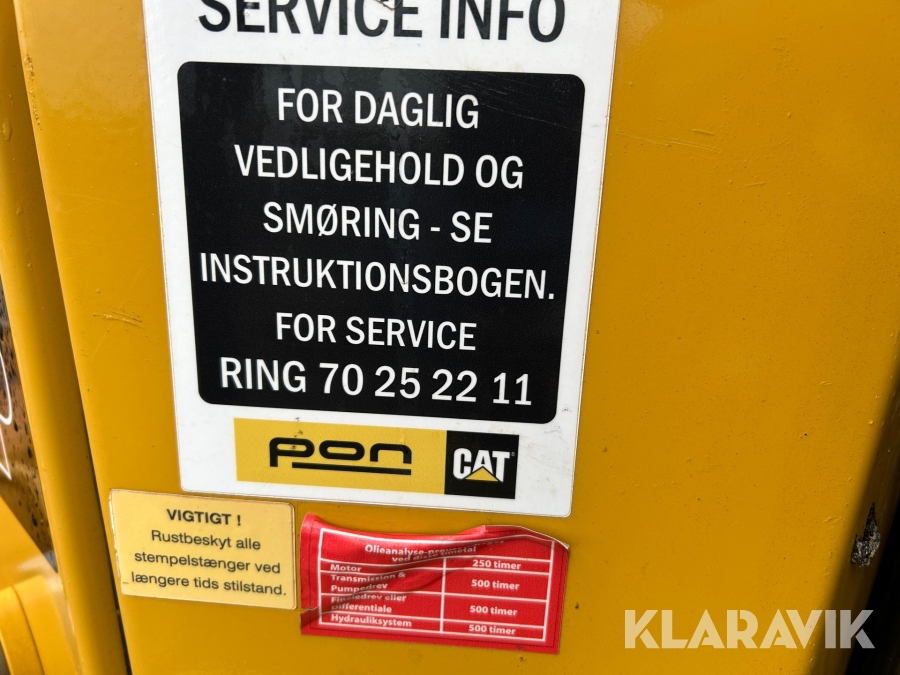 SERVICE INFO
FOR DAGLIG
VEDLIGEHOLD OG
SMØRING - SE
INSTRUKTIONSBOGEN.
FOR SERVICE
RING 70 25 22 11
pon CAT
VIGTIGT !
Rustbeskyt alle
stempelstænger ved
længere tids stilstand.
Olieanalyse-
Motor 250 timer
Transmission &
Pumpedrev 500 timer
eller
Differentiale 500 timer
Hydrauliksystem 500 timer
KLARAVIK